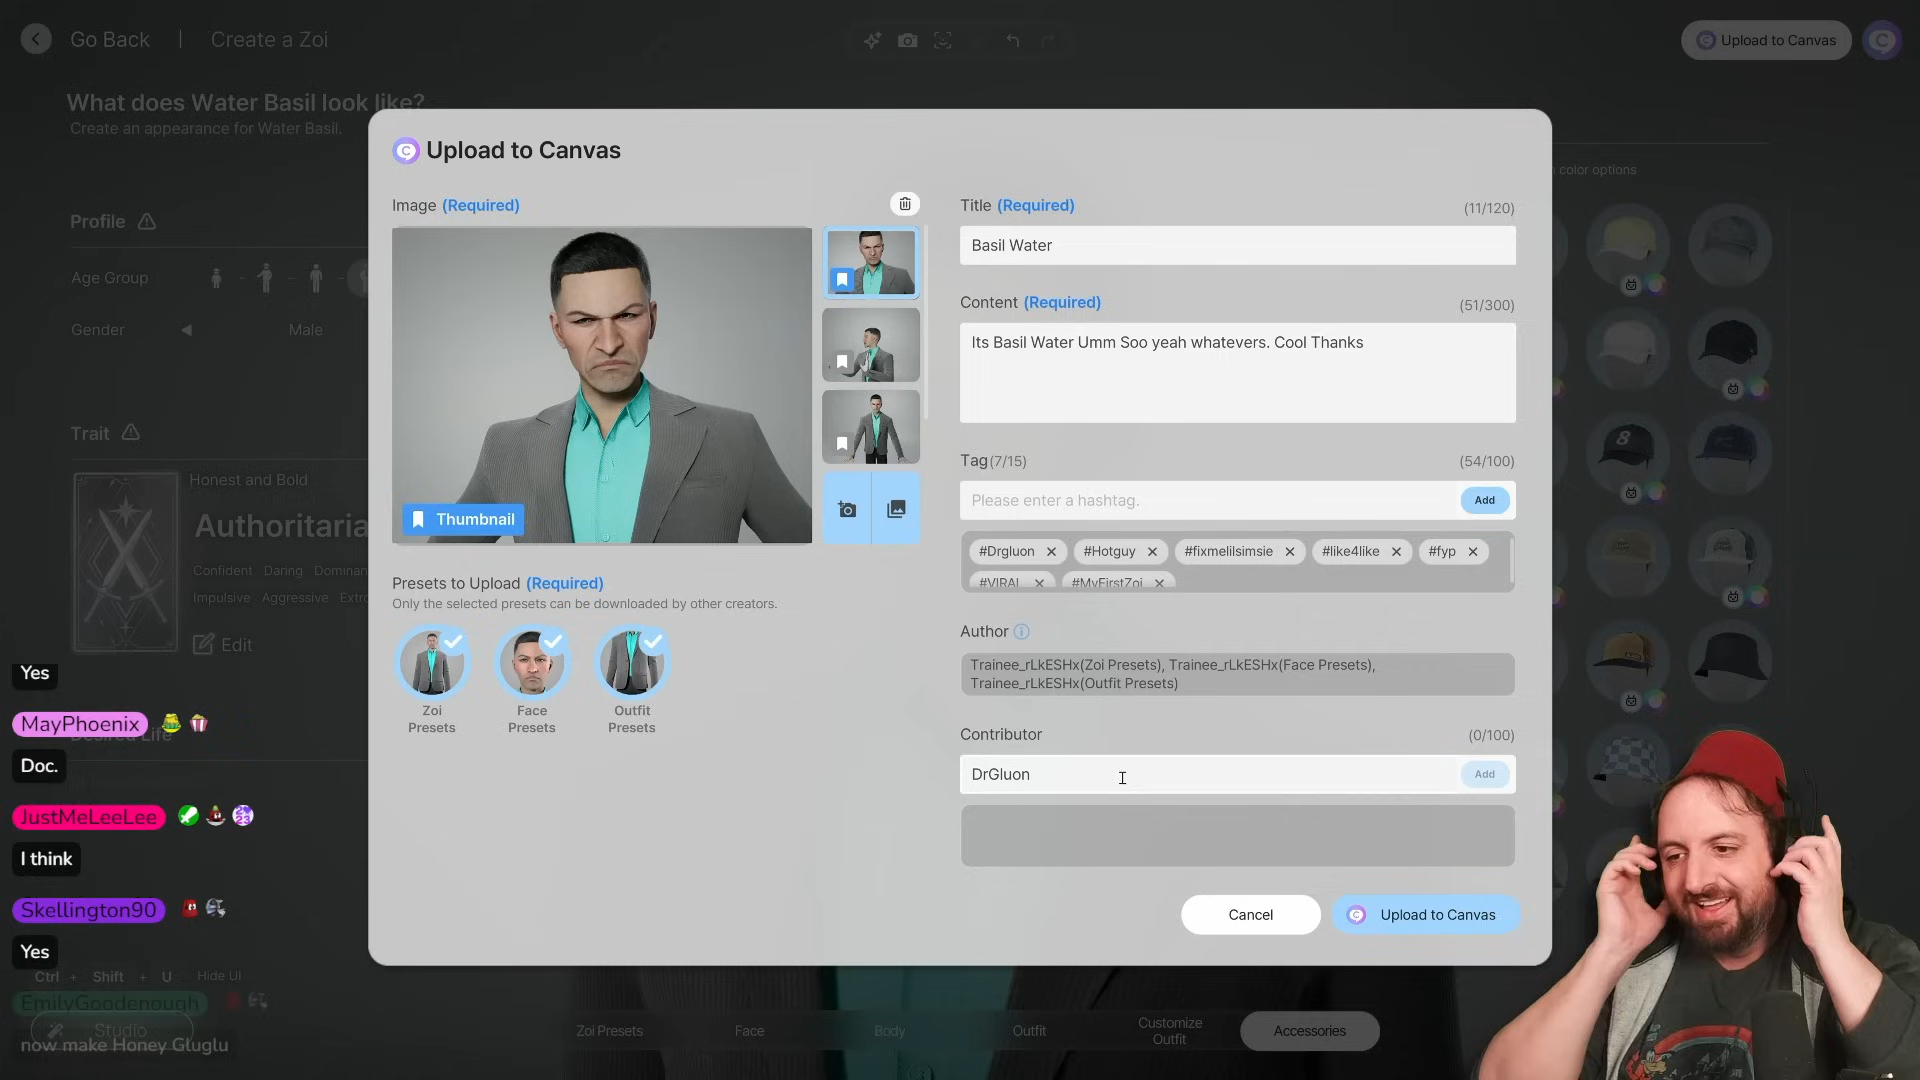 Go Back | Create a Zoi
Upload to Canvas
What does Water Basil look like?
Create an appearance for Water Basil.
Profile
Age Group
Gender
Male
Trait
Honest and Bold
Authoritaria
Confident Daring Dominan
Impulsive Aggressive Extro
Edit
Desired Life
Upload to Canvas
Image (Required)
Thumbnail
Presets to Upload (Required)
Only the selected presets can be downloaded by other creators.
Zoi
Presets
Face
Presets
Outfit
Presets
Title (Required)
(11/120)
Basil Water
Content (Required)
(51/300)
Its Basil Water Umm Soo yeah whatevers. Cool Thanks
Tag(7/15)
(54/100)
Please enter a hashtag.
Add
#Drgluon
#Hotguy
#fixmelilsimsie
#like4like
#fyp
#VIRAL
#MyFirstZoi
Author
Trainee_rLkESHx(Zoi Presets), Trainee_rLkESHx(Face Presets),
Trainee_rLkESHx(Outfit Presets)
Contributor
(0/100)
DrGluon
Add
Cancel
Upload to Canvas
color options
8
Yes
MayPhoenix
Doc.
JustMeLeeLee
I think
Skellington90
Yes
Ctrl + Shift + U Hide UI
EmilyGoodenough
Studio
now make Honey Gluglu
Zoi Presets
Face
Body
Outfit
Customize
Outfit
Accessories